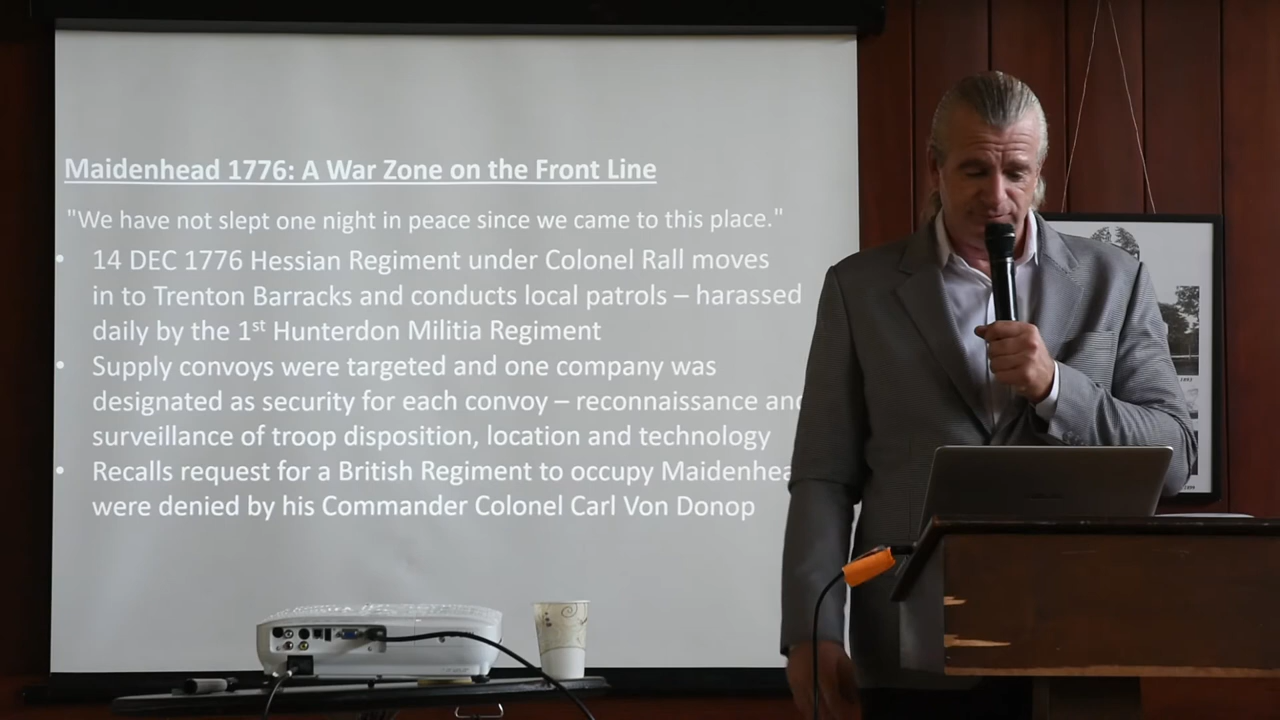 Maidenhead 1776: A War Zone on the Front Line
"We have not slept one night in peace since we came to this place."
• 14 DEC 1776 Hessian Regiment under Colonel Rall moves
in to Trenton Barracks and conducts local patrols – harassed
daily by the 1st Hunterdon Militia Regiment
• Supply convoys were targeted and one company was
designated as security for each convoy – reconnaissance and
surveillance of troop disposition, location and technology
• Recalls request for a British Regiment to occupy Maidenhea
were denied by his Commander Colonel Carl Von Donop